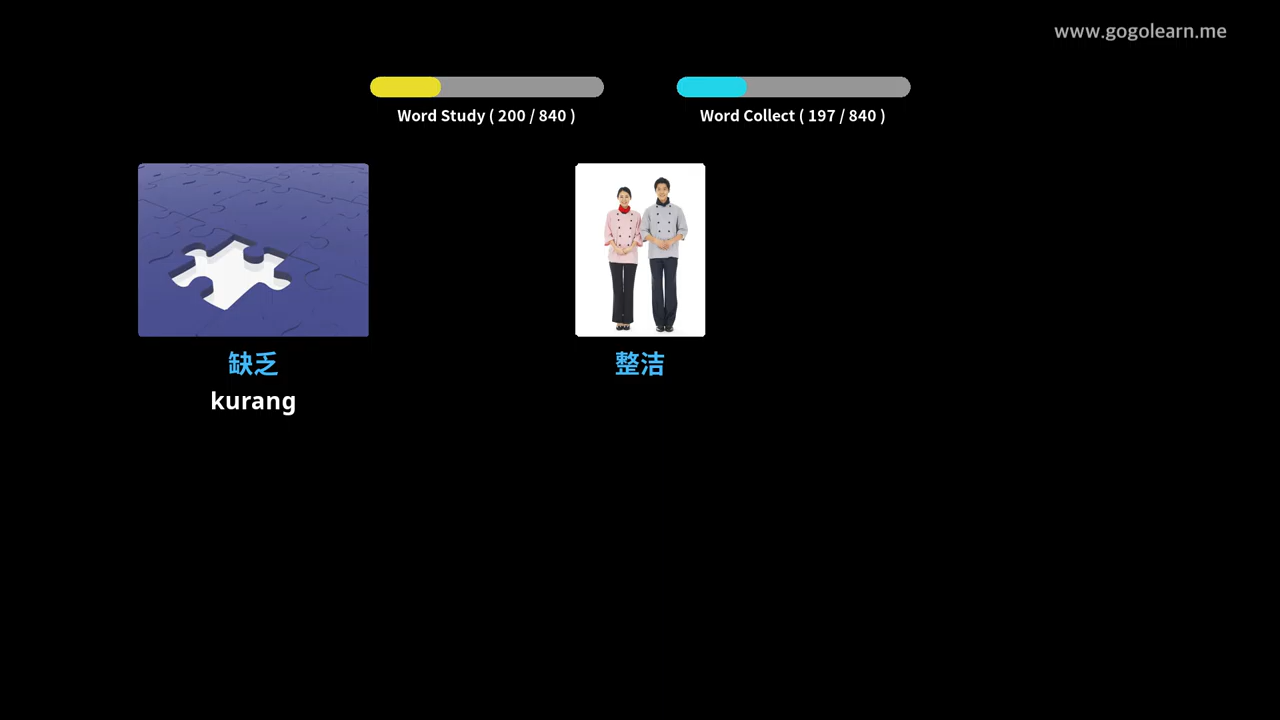 www.gogolearn.me
Word Study ( 200 / 840 )
Word Collect ( 197 / 840 )
缺乏
kurang
整洁